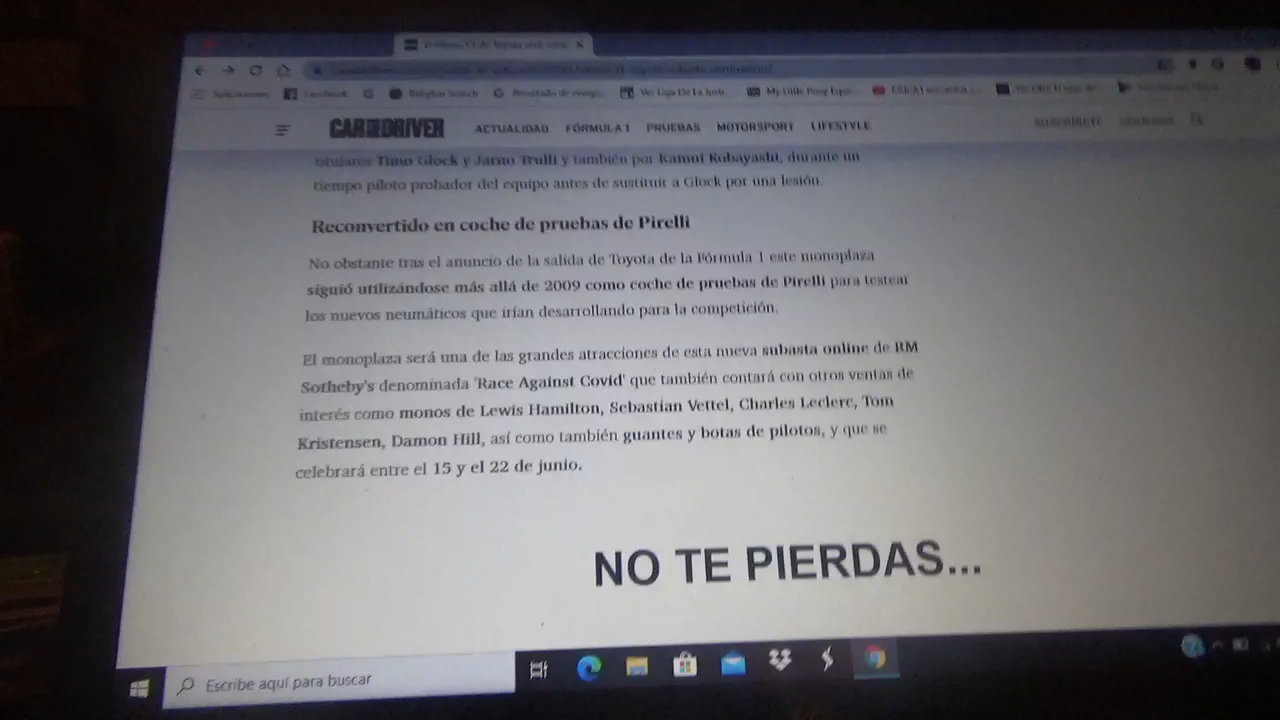 Facebook
G
Babylon Search
G
My Little Pony
CAR AND DRIVER
ACTUALIDAD
FÓRMULA 1
PRUEBAS
MOTORSPORT
LIFESTYLE
SUSCRÍBETE
titulares Timo Glock y Jarno Trulli y también por Kamui Kobayashi, durante un
tiempo piloto probador del equipo antes de sustituir a Glock por una lesión.
Reconvertido en coche de pruebas de Pirelli
No obstante tras el anuncio de la salida de Toyota de la Fórmula 1 este monoplaza
siguió utilizándose más allá de 2009 como coche de pruebas de Pirelli para testear
los nuevos neumáticos que irían desarrollando para la competición.
El monoplaza será una de las grandes atracciones de esta nueva subasta online de RM
Sotheby's denominada 'Race Against Covid' que también contará con otros ventas de
interés como monos de Lewis Hamilton, Sebastian Vettel, Charles Leclerc, Tom
Kristensen, Damon Hill, así como también guantes y botas de pilotos, y que se
celebrará entre el 15 y el 22 de junio.
NO TE PIERDAS...
Escribe aquí para buscar